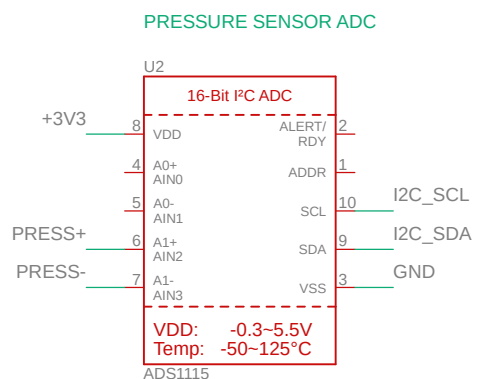 PRESSURE SENSOR ADC
U2
16-Bit I²C ADC
+3V3 8 VDD ALERT/ RDY 2
4 A0+ AIN0 ADDR 1
5 A0- AIN1 SCL 10 I2C_SCL
PRESS+ 6 A1+ AIN2 SDA 9 I2C_SDA
PRESS- 7 A1- AIN3 VSS 3 GND
VDD: -0.3~5.5V
Temp: -50~125°C
ADS1115